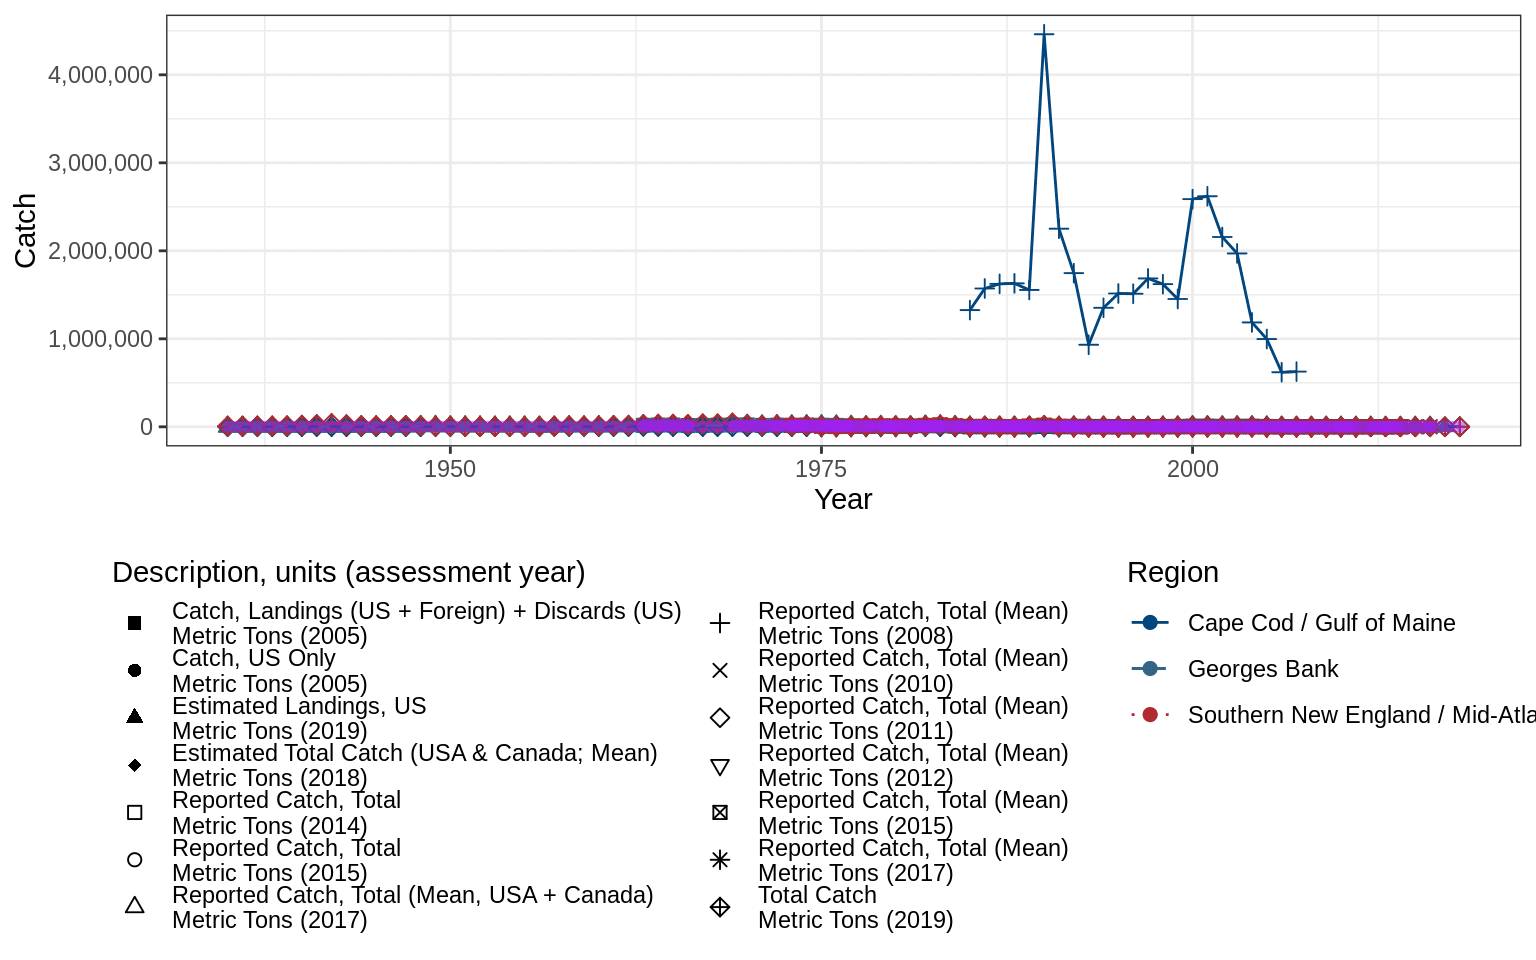 4,000,000
3,000,000
2,000,000
1,000,000
0
Catch
1950
1975
2000
Year
Description, units (assessment year)
Catch, Landings (US + Foreign) + Discards (US)
Metric Tons (2005)
Catch, US Only
Metric Tons (2005)
Estimated Landings, US
Metric Tons (2019)
Estimated Total Catch (USA & Canada; Mean)
Metric Tons (2018)
Reported Catch, Total
Metric Tons (2014)
Reported Catch, Total
Metric Tons (2015)
Reported Catch, Total (Mean, USA + Canada)
Metric Tons (2017)
Reported Catch, Total (Mean)
Metric Tons (2008)
Reported Catch, Total (Mean)
Metric Tons (2010)
Reported Catch, Total (Mean)
Metric Tons (2011)
Reported Catch, Total (Mean)
Metric Tons (2012)
Reported Catch, Total (Mean)
Metric Tons (2015)
Reported Catch, Total (Mean)
Metric Tons (2017)
Total Catch
Metric Tons (2019)
Region
Cape Cod / Gulf of Maine
Georges Bank
Southern New England / Mid-Atla